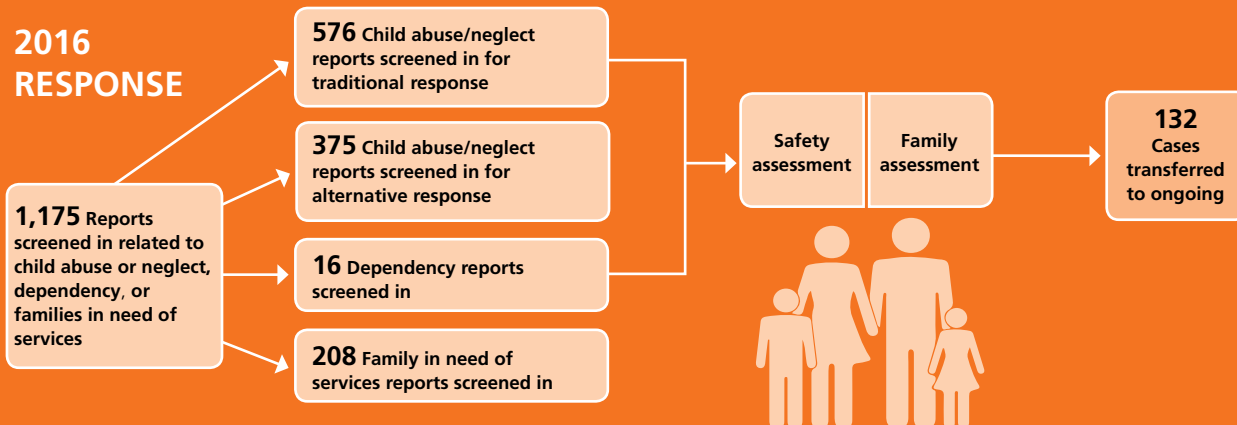 2016
RESPONSE
1,175 Reports
screened in related to
child abuse or neglect,
dependency, or
families in need of
services
576 Child abuse/neglect
reports screened in for
traditional response
375 Child abuse/neglect
reports screened in for
alternative response
16 Dependency reports
screened in
208 Family in need of
services reports screened in
Safety
assessment
Family
assessment
132
Cases
transferred
to ongoing